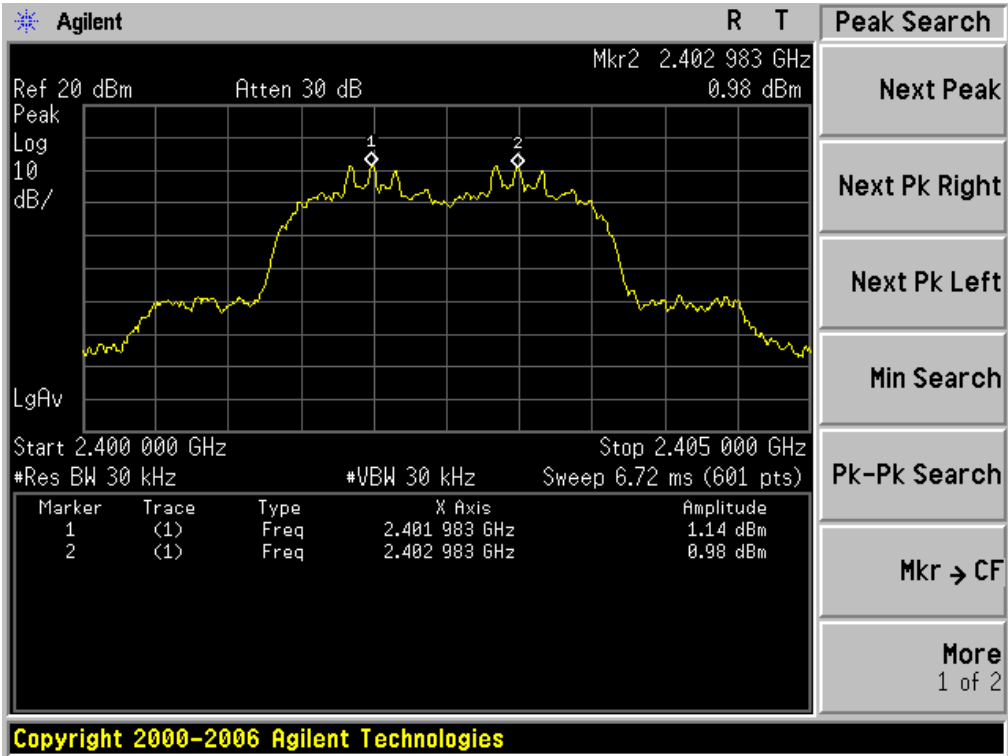 Agilent R T Peak Search
Mkr2 2.402 983 GHz
Ref 20 dBm Atten 30 dB 0.98 dBm
Peak
Log
10
dB/
1 2
LgAv
Start 2.400 000 GHz Stop 2.405 000 GHz
#Res BW 30 kHz #VBW 30 kHz Sweep 6.72 ms (601 pts)
Marker Trace Type X Axis Amplitude
1 (1) Freq 2.401 983 GHz 1.14 dBm
2 (1) Freq 2.402 983 GHz 0.98 dBm
Next Peak
Next Pk Right
Next Pk Left
Min Search
Pk-Pk Search
Mkr → CF
More
1 of 2
Copyright 2000-2006 Agilent Technologies